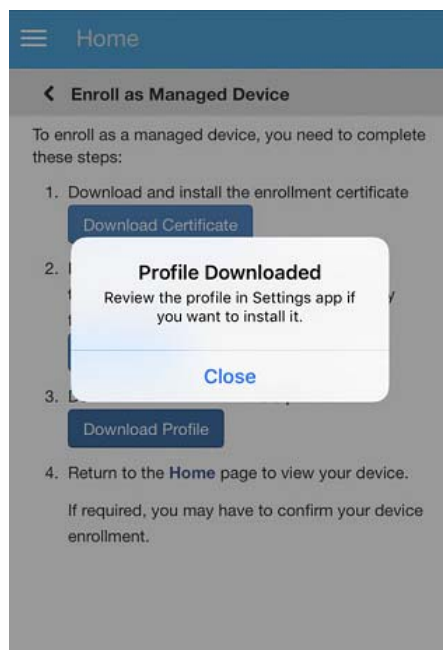 Home
Enroll as Managed Device
To enroll as a managed device, you need to complete
these steps:
1. Download and install the enrollment certificate
Download Certificate
2.
Profile Downloaded
Review the profile in Settings app if
you want to install it.
Close
3.
Download Profile
4. Return to the Home page to view your device.
If required, you may have to confirm your device
enrollment.